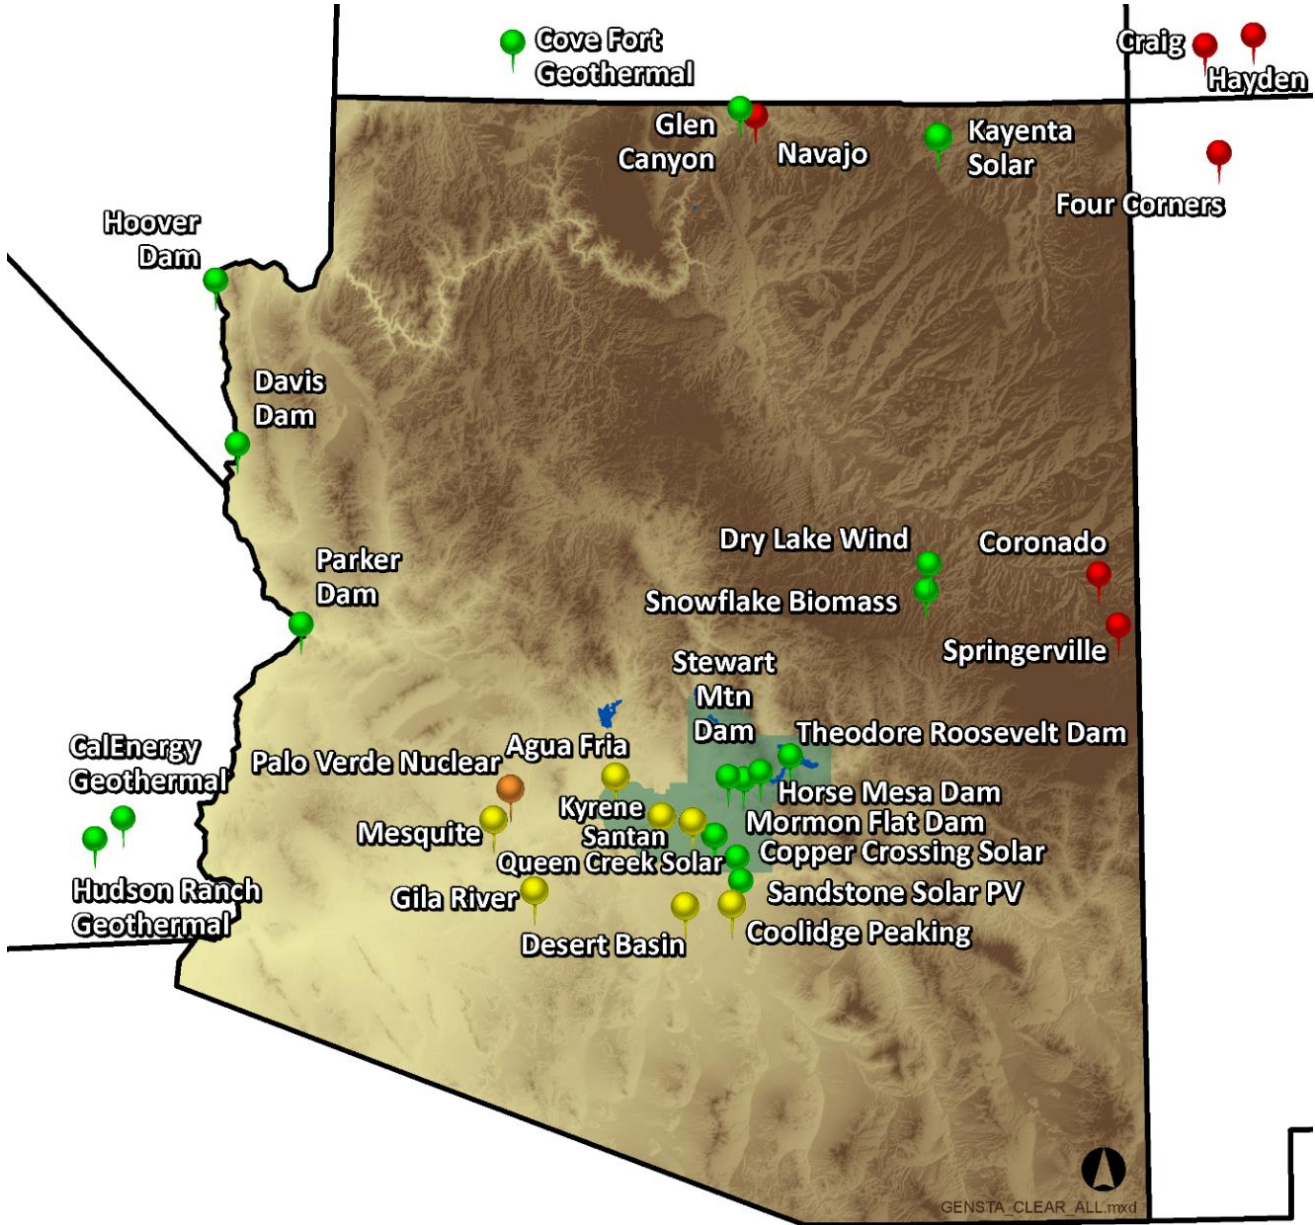 Cove Fort
Geothermal
Craig
Hayden
Glen
Canyon
Navajo
Kayenta
Solar
Four Corners
Hoover
Dam
Davis
Dam
Parker
Dam
Dry Lake Wind
Coronado
Snowflake Biomass
Springerville
Stewart
Mtn
Dam
Theodore Roosevelt Dam
CalEnergy
Geothermal
Palo Verde Nuclear
Agua Fria
Horse Mesa Dam
Kyrene
Mesquite
Mormon Flat Dam
Santan
Copper Crossing Solar
Queen Creek Solar
Hudson Ranch
Geothermal
Gila River
Sandstone Solar PV
Desert Basin
Coolidge Peaking
GENSTA_CLEAR_ALL.mxd